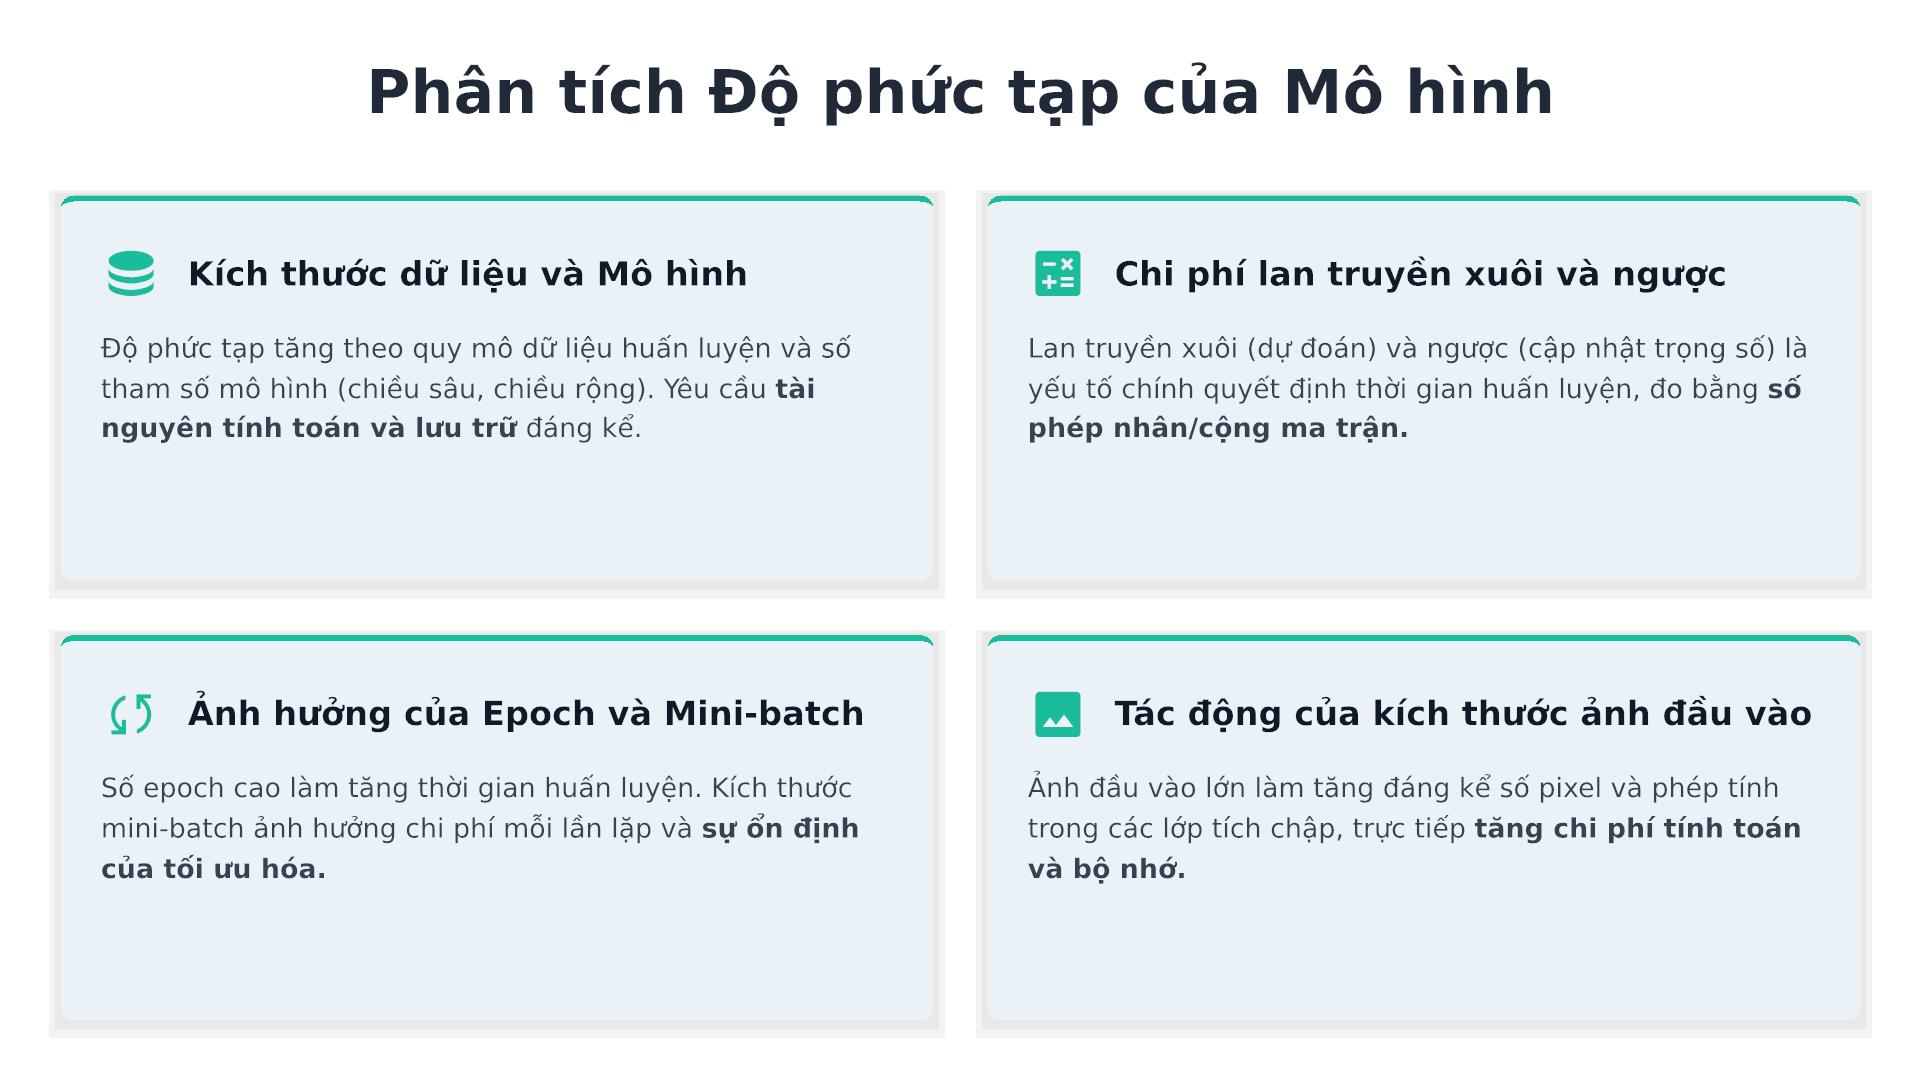 Phân tích Độ phức tạp của Mô hình
Kích thước dữ liệu và Mô hình
Độ phức tạp tăng theo quy mô dữ liệu huấn luyện và số
tham số mô hình (chiều sâu, chiều rộng). Yêu cầu tài
nguyên tính toán và lưu trữ đáng kể.
Chi phí lan truyền xuôi và ngược
Lan truyền xuôi (dự đoán) và ngược (cập nhật trọng số) là
yếu tố chính quyết định thời gian huấn luyện, đo bằng số
phép nhân/cộng ma trận.
Ảnh hưởng của Epoch và Mini-batch
Số epoch cao làm tăng thời gian huấn luyện. Kích thước
mini-batch ảnh hưởng chi phí mỗi lần lặp và sự ổn định
của tối ưu hóa.
Tác động của kích thước ảnh đầu vào
Ảnh đầu vào lớn làm tăng đáng kể số pixel và phép tính
trong các lớp tích chập, trực tiếp tăng chi phí tính toán
và bộ nhớ.